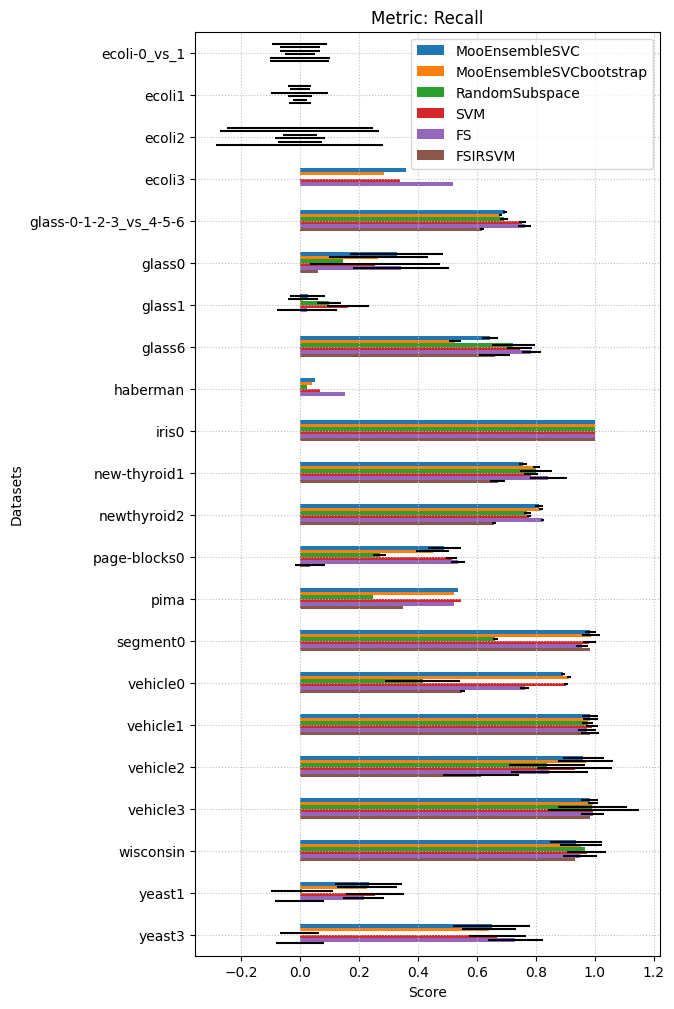 Metric: Recall
MooEnsembleSVC
MooEnsembleSVCbootstrap
RandomSubspace
SVM
FS
FSIRSVM
Datasets
ecoli-0_vs_1
ecoli1
ecoli2
ecoli3
glass-0-1-2-3_vs_4-5-6
glass0
glass1
glass6
haberman
iris0
new-thyroid1
newthyroid2
page-blocks0
pima
segment0
vehicle0
vehicle1
vehicle2
vehicle3
wisconsin
yeast1
yeast3
−0.2 0.0 0.2 0.4 0.6 0.8 1.0 1.2
Score